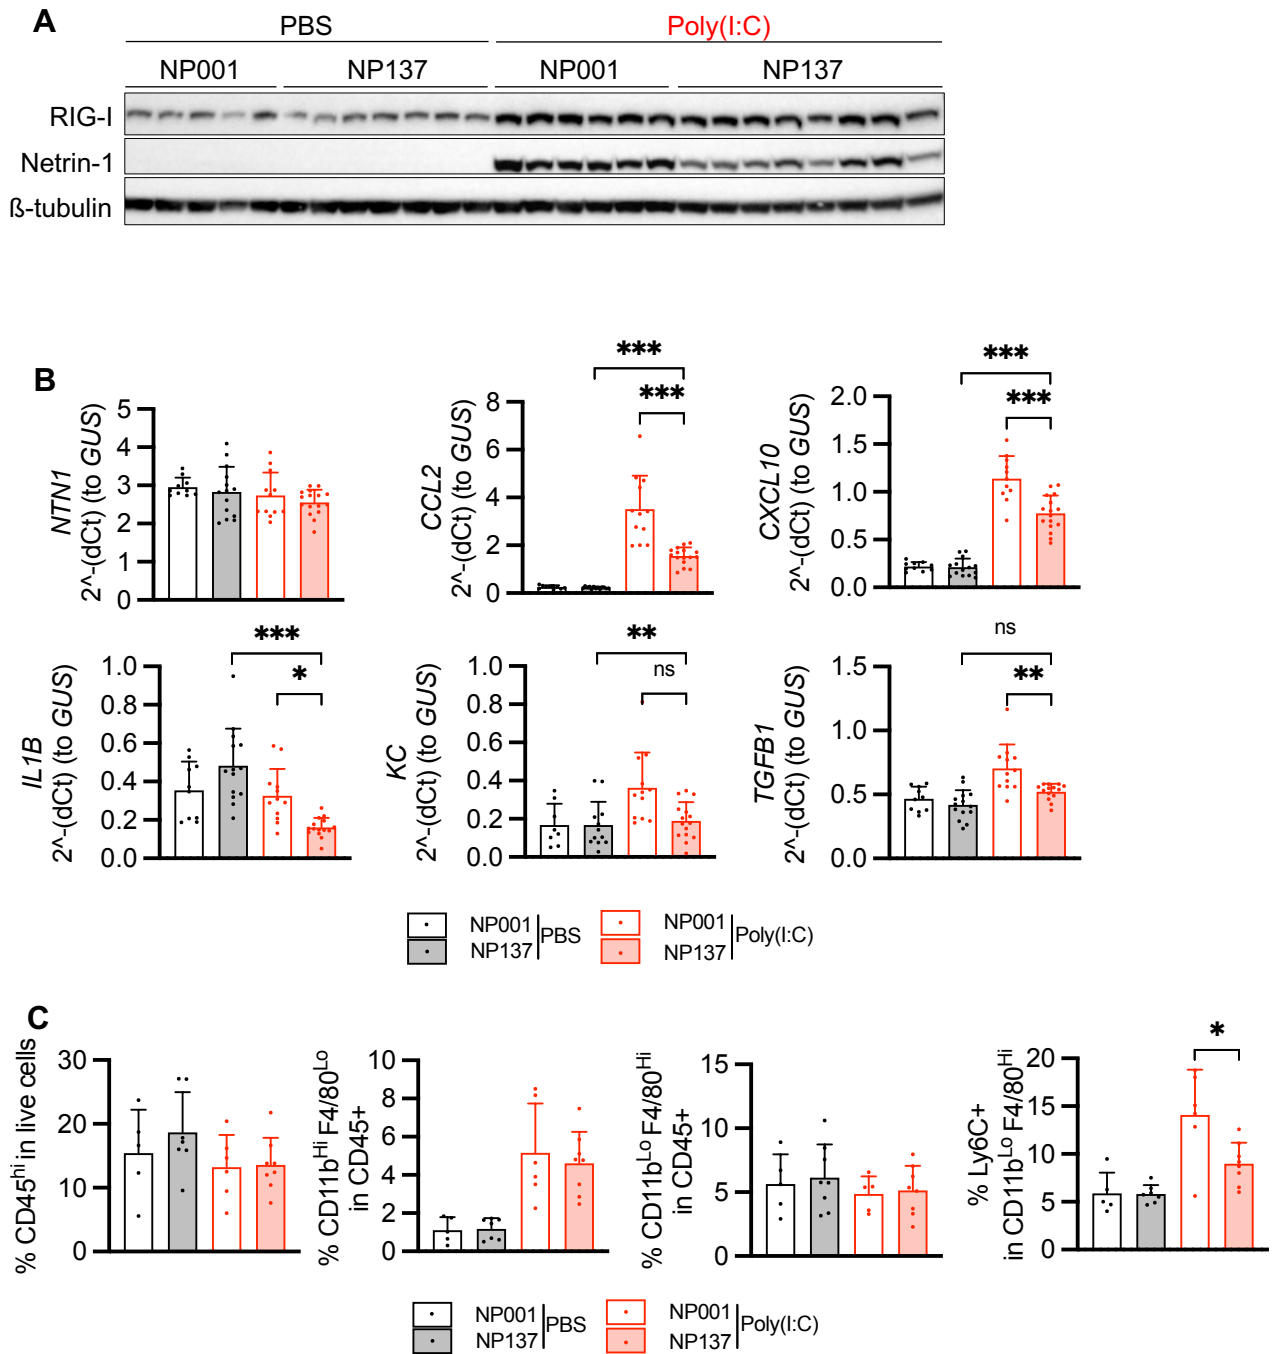 A
PBS
Poly(I:C)
NP001
NP137
NP001
NP137
RIG-I
Netrin-1
ß-tubulin
B
NTN1
2^-(dCt) (to GUS)
5
4
3
2
1
0
CCL2
2^-(dCt) (to GUS)
8
6
4
2
0
***
***
CXCL10
2^-(dCt) (to GUS)
2.0
1.5
1.0
0.5
0.0
***
***
IL1B
2^-(dCt) (to GUS)
1.0
0.8
0.6
0.4
0.2
0.0
***
*
KC
2^-(dCt) (to GUS)
1.0
0.8
0.6
0.4
0.2
0.0
**
ns
TGFB1
2^-(dCt) (to GUS)
1.5
1.0
0.5
0.0
ns
**
NP001
NP137
PBS
NP001
NP137
Poly(I:C)
C
% CD45hi in live cells
30
20
10
0
% CD11bHi F4/80Lo
in CD45+
10
8
6
4
2
0
% CD11bLo F4/80Hi
in CD45+
15
10
5
0
% Ly6C+
in CD11bLo F4/80Hi
20
15
10
5
0
*
NP001
NP137
PBS
NP001
NP137
Poly(I:C)